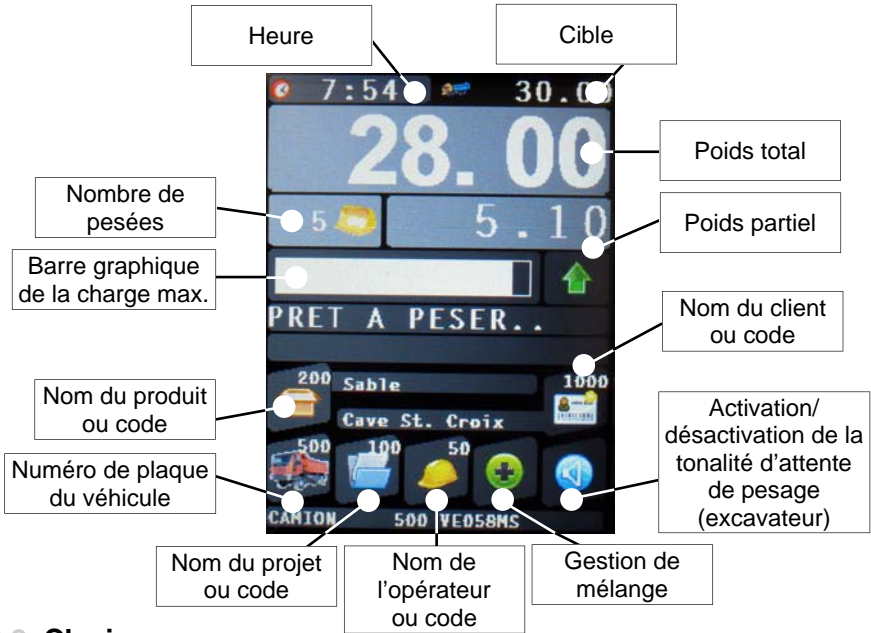 Heure
Cible
7:54
30.00
28.00
Poids total
Nombre de
pesées
5
5.10
Poids partiel
Barre graphique
de la charge max.
PRET A PESER..
Nom du client
ou code
200
Sable
1000
Nom du produit
ou code
Cave St. Croix
Activation/
désactivation de la
tonalité d’attente
de pesage
(excavateur)
500
100
50
Numéro de plaque
du véhicule
CAMION
500 VE058MS
Nom du projet
ou code
Nom de
l’opérateur
ou code
Gestion de
mélange